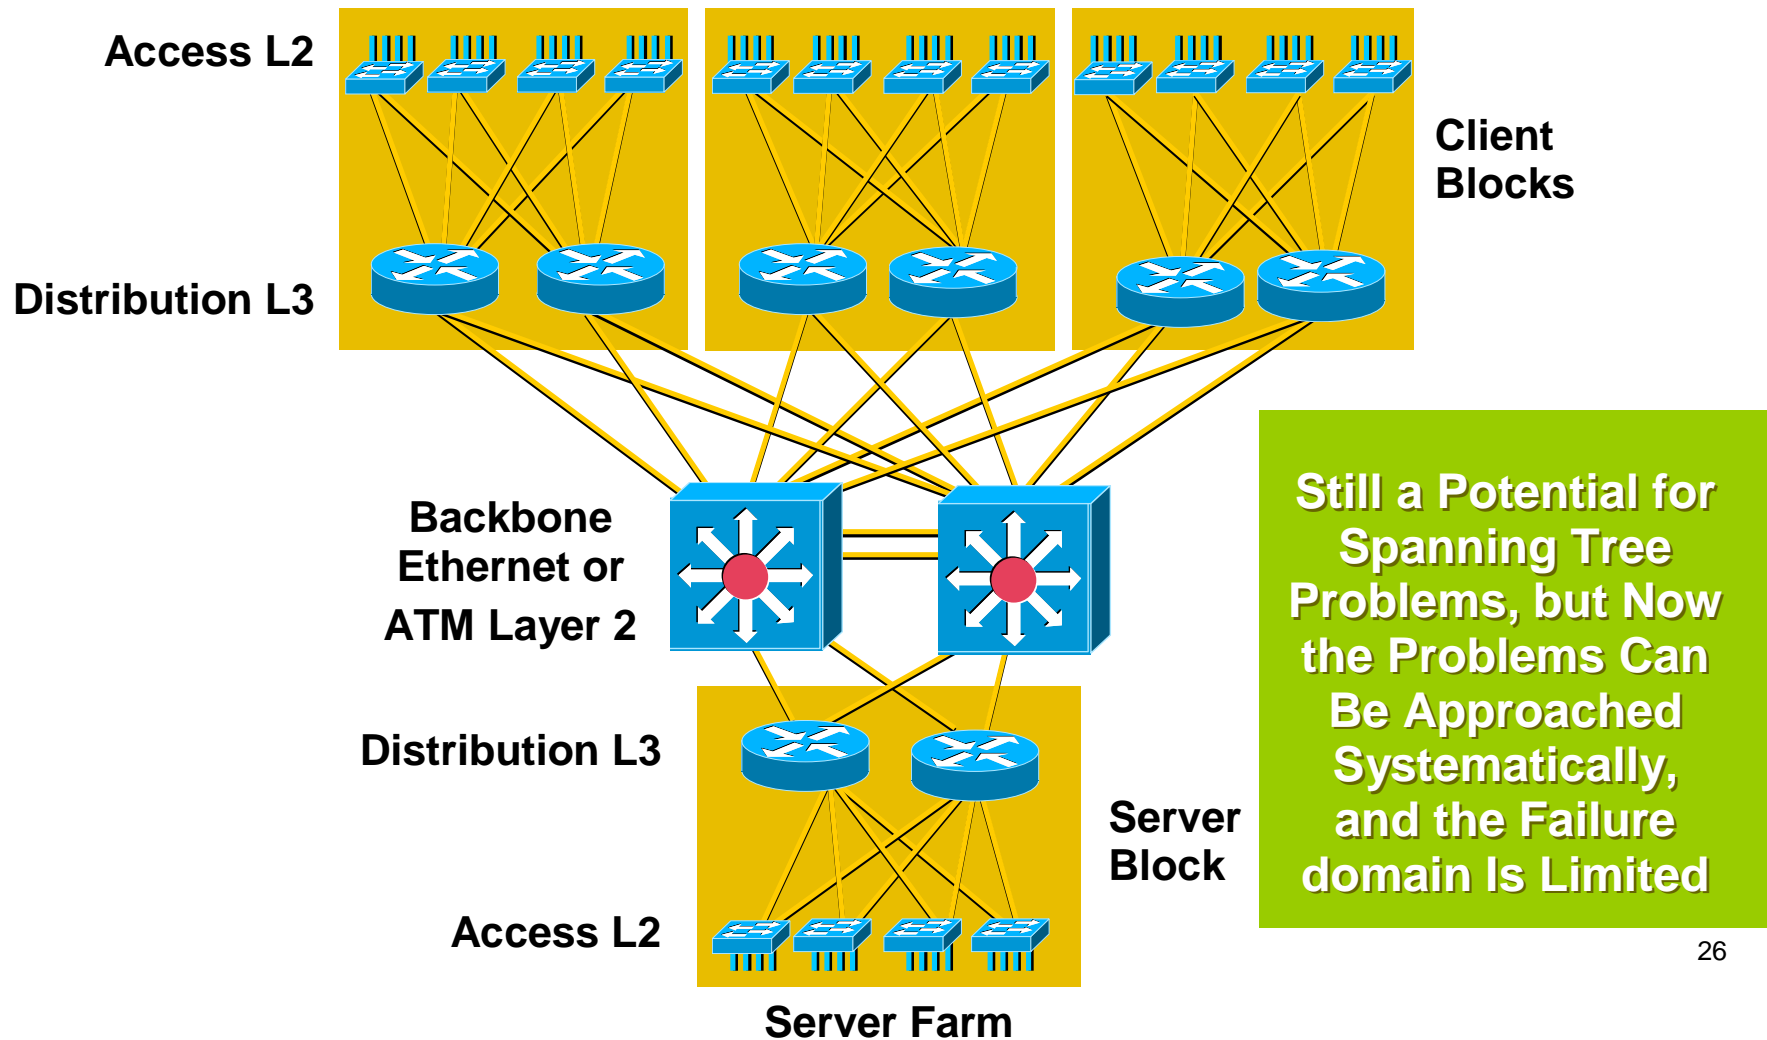 Access L2
Client
Blocks
Distribution L3
Backbone
Ethernet or
ATM Layer 2
Still a Potential for
Spanning Tree
Problems, but Now
the Problems Can
Be Approached
Systematically,
and the Failure
domain Is Limited
Distribution L3
Server
Block
Access L2
26
Server Farm